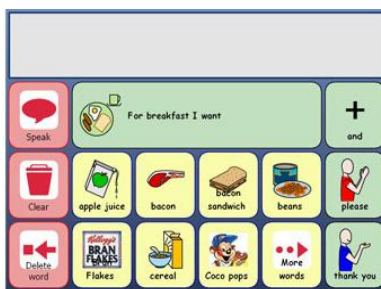 Speak
For breakfast I want
+
and
Clear
apple juice
bacon
bacon
sandwich
beans
please
Delete
word
Kellogg's
BRAN
FLAKES
Flakes
cereal
Coco pops
More
words
thank you